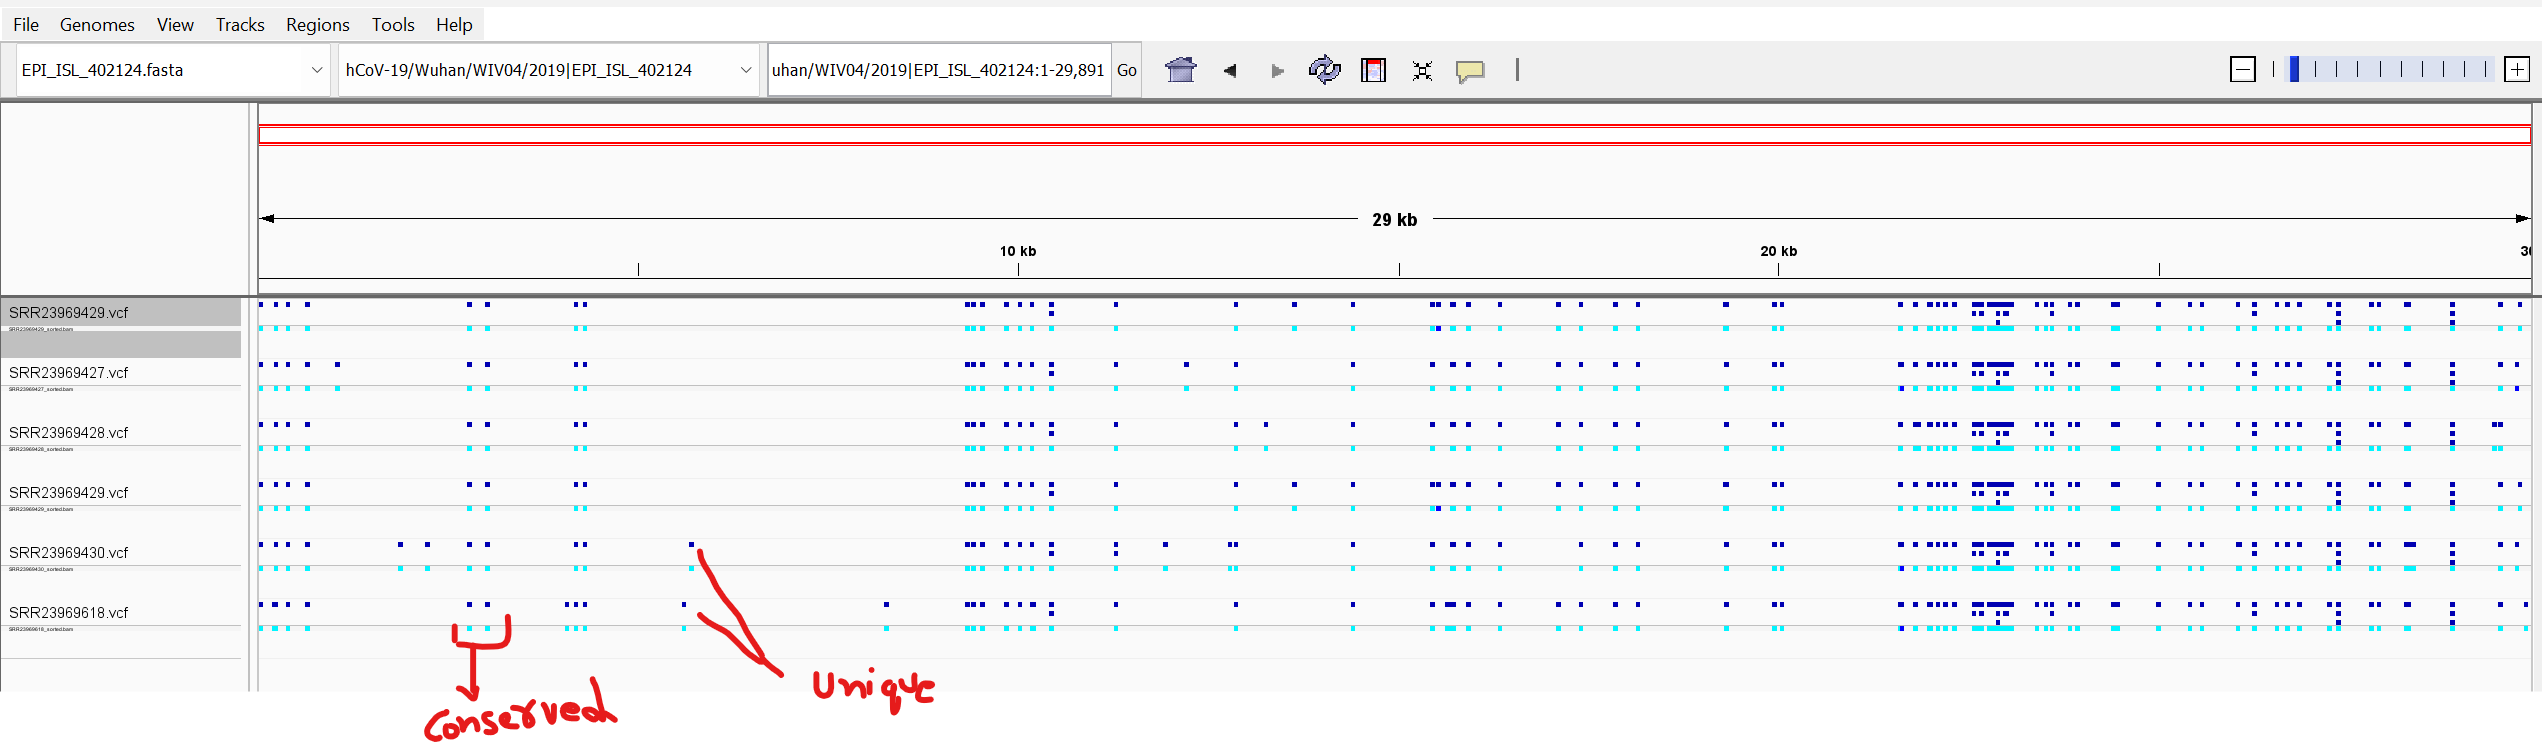 File Genomes View Tracks Regions Tools Help
EPI_ISL_402124.fasta hCoV-19/Wuhan/WIV04/2019|EPI_ISL_402124 uhan/WIV04/2019|EPI_ISL_402124:1-29,891 Go
29 kb
10 kb 20 kb 30
SRR23969429.vcf
SRR23969429_sorted.bam
SRR23969427.vcf
SRR23969427_sorted.bam
SRR23969428.vcf
SRR23969428_sorted.bam
SRR23969429.vcf
SRR23969429_sorted.bam
SRR23969430.vcf
SRR23969430_sorted.bam
SRR23969618.vcf
SRR23969618_sorted.bam
Unique
Conserved